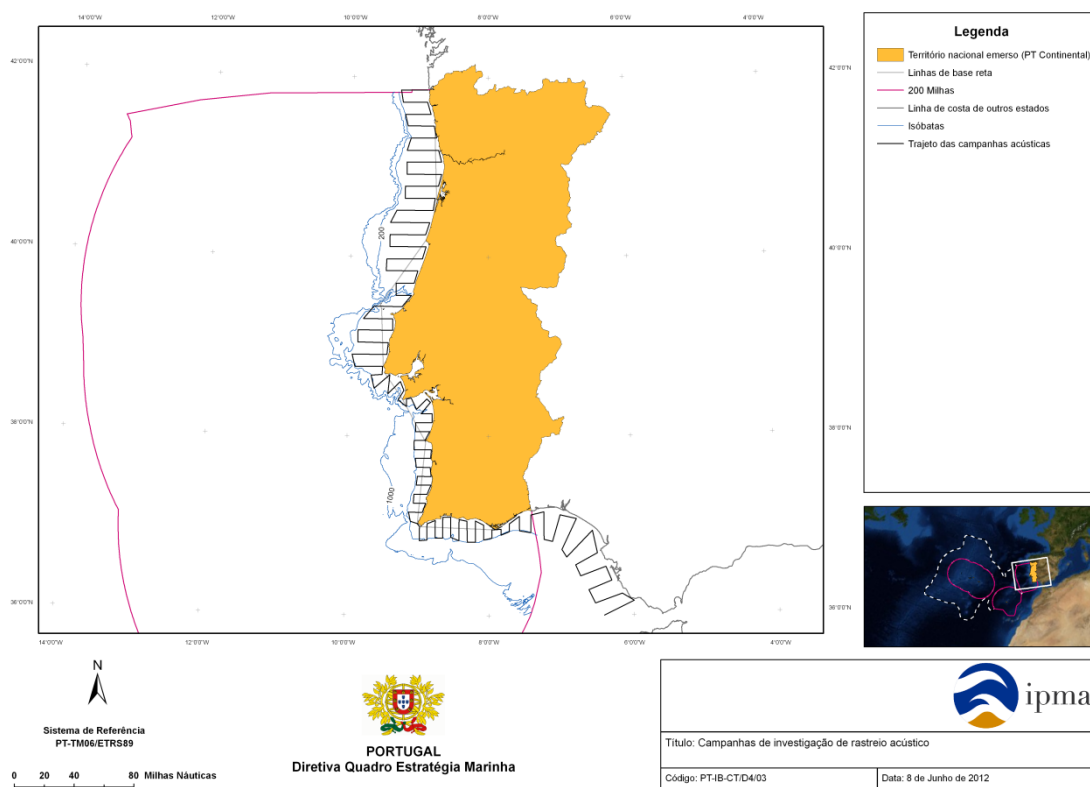 14°0'0"W 12°0'0"W 10°0'0"W 8°0'0"W 6°0'0"W 4°0'0"W
42°0'0"N 42°0'0"N
40°0'0"N 40°0'0"N
38°0'0"N 38°0'0"N
36°0'0"N 36°0'0"N
200
1000
14°0'0"W 12°0'0"W 10°0'0"W 8°0'0"W 6°0'0"W 4°0'0"W
Legenda
Território nacional emerso (PT Continental)
Linhas de base reta
200 Milhas
Linha de costa de outros estados
Isóbatas
Trajeto das campanhas acústicas
N
Sistema de Referência
PT-TM06/ETRS89
0 20 40 80 Milhas Náuticas
PORTUGAL
Diretiva Quadro Estratégia Marinha
ipma
Título: Campanhas de investigação de rastreio acústico
Código: PT-IB-CT/D4/03
Data: 8 de Junho de 2012